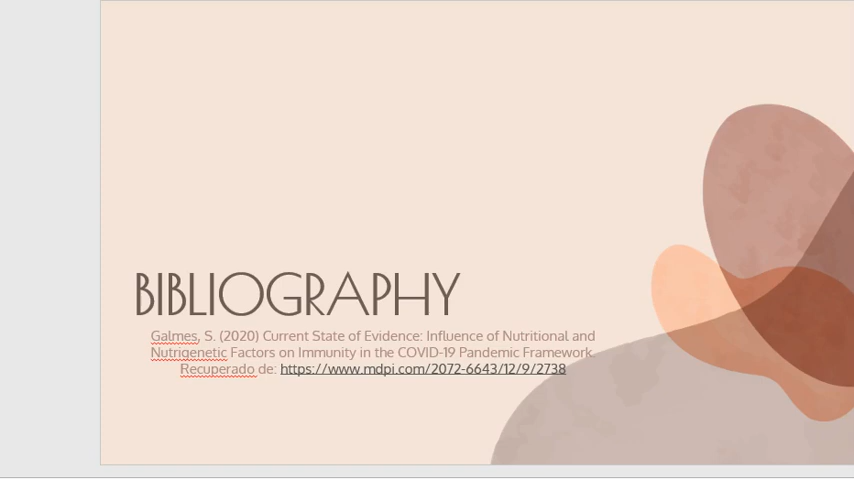 BIBLIOGRAPHY
Galmes, S. (2020) Current State of Evidence: Influence of Nutritional and
Nutrigenetic Factors on Immunity in the COVID-19 Pandemic Framework.
Recuperado de: https://www.mdpi.com/2072-6643/12/9/2738